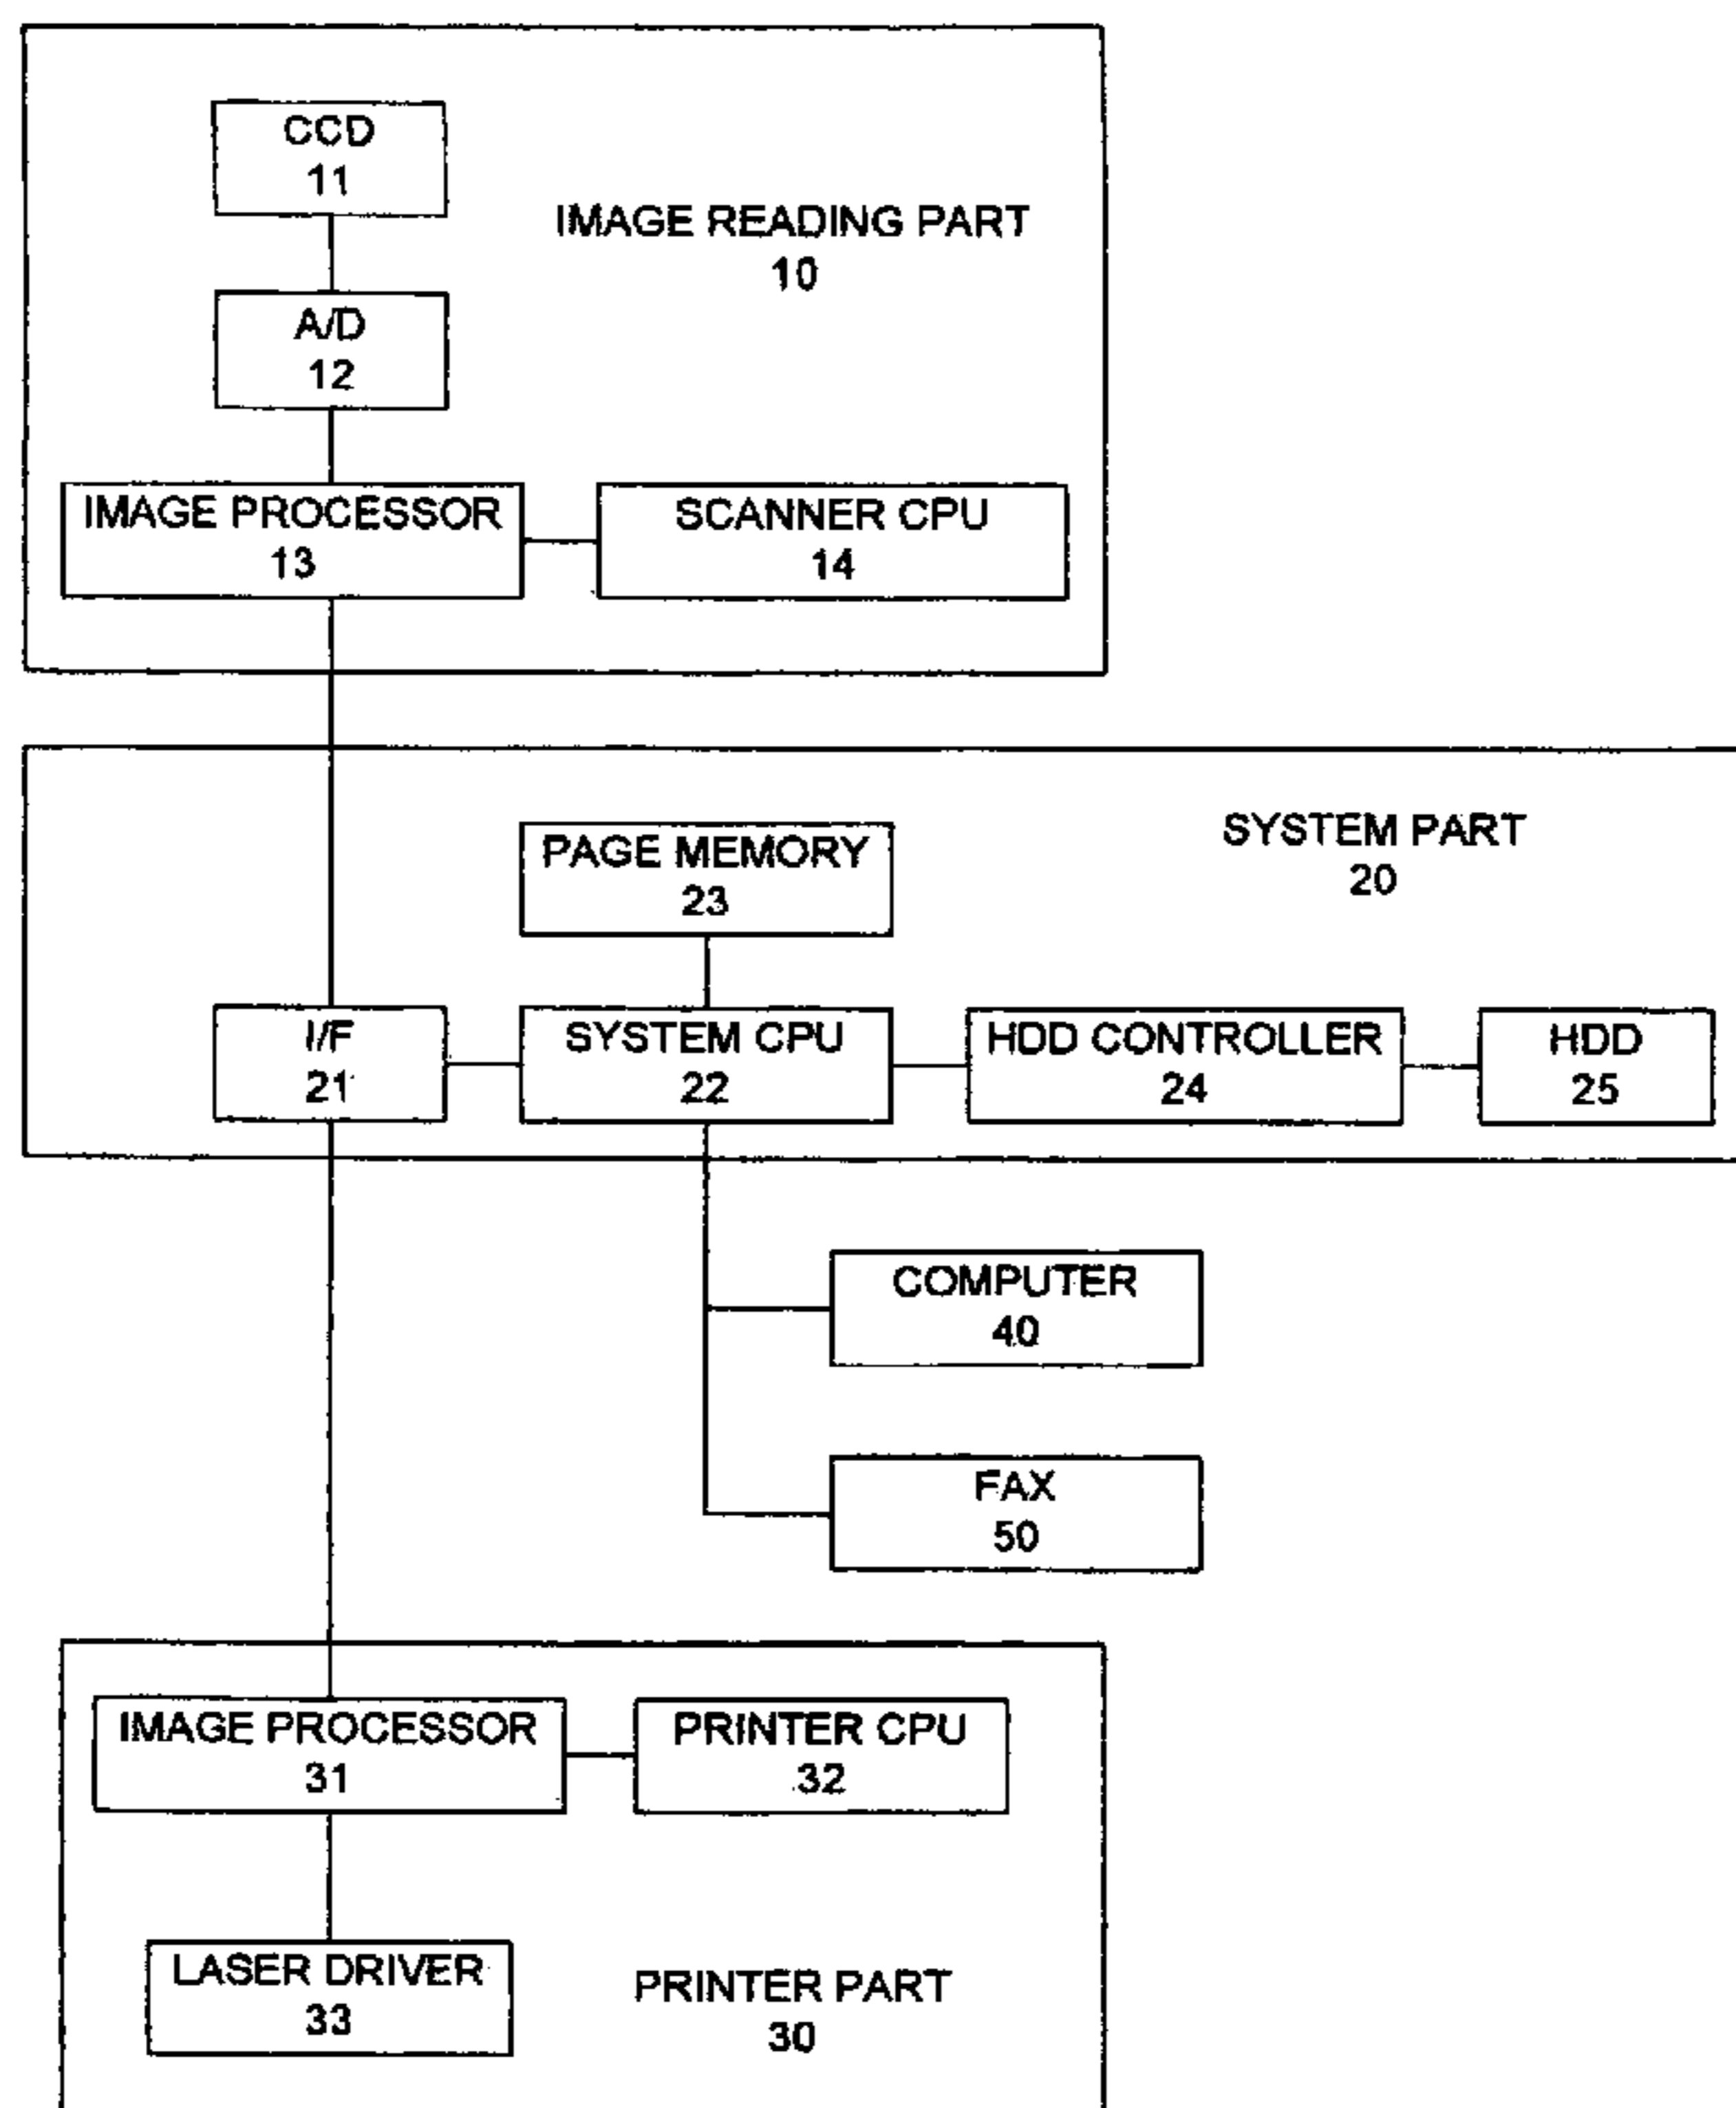 CCD
11
IMAGE READING PART
10
A/D
12
IMAGE PROCESSOR
13
SCANNER CPU
14
SYSTEM PART
20
PAGE MEMORY
23
I/F
21
SYSTEM CPU
22
HDD CONTROLLER
24
HDD
25
COMPUTER
40
FAX
50
IMAGE PROCESSOR
31
PRINTER CPU
32
LASER DRIVER
33
PRINTER PART
30